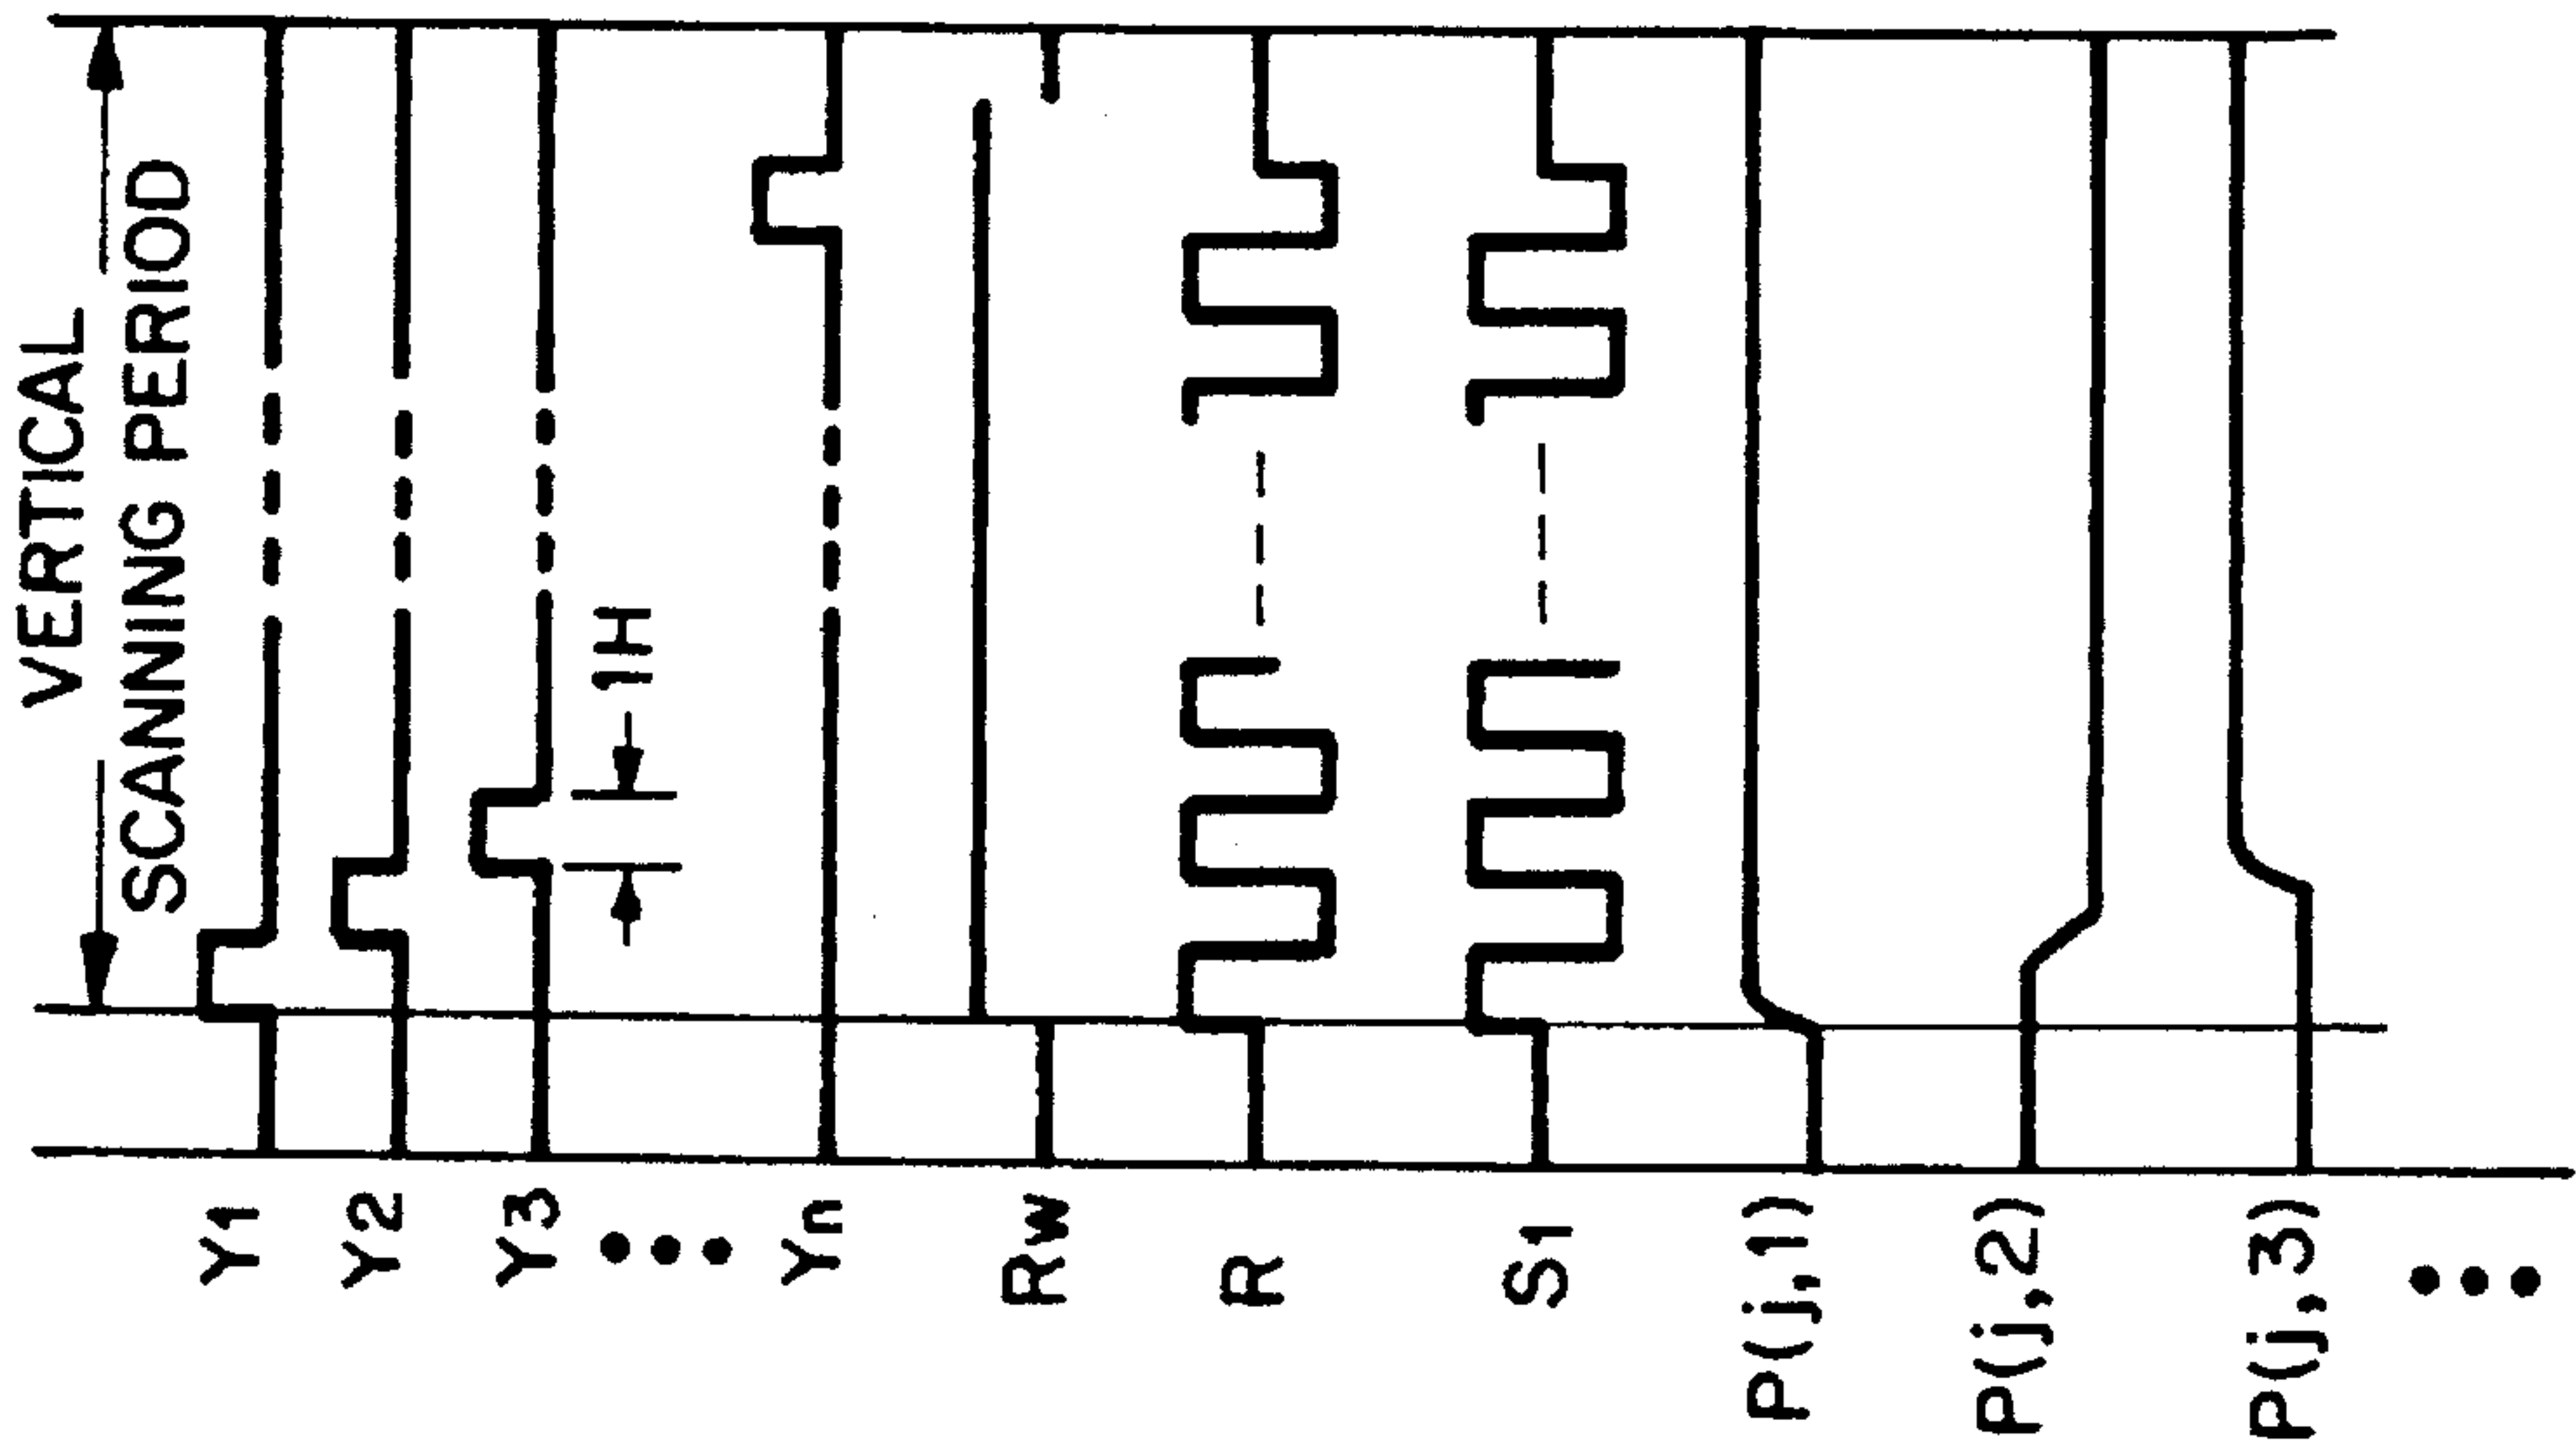 VERTICAL
SCANNING PERIOD
Y1
Y2
Y3
1H
Yn
Rw
R
S1
P(j,1)
P(j,2)
P(j,3)